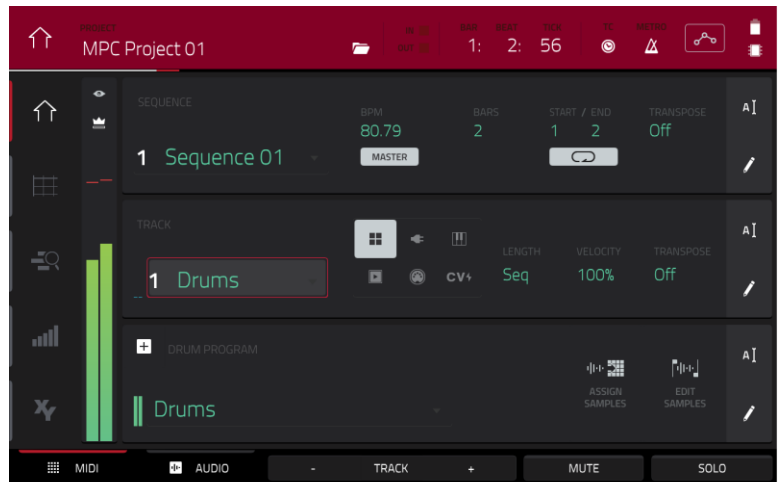 PROJECT IN BAR BEAT TICK TC METRO
MPC Project 01 OUT 1: 2: 56
SEQUENCE
BPM BARS START / END TRANSPOSE
1 Sequence 01 80.79 2 1 2 Off
MASTER
TRACK
LENGTH VELOCITY TRANSPOSE
1 Drums CV Seq 100% Off
DRUM PROGRAM
ASSIGN SAMPLES EDIT SAMPLES
Drums
XY
MIDI AUDIO - TRACK + MUTE SOLO